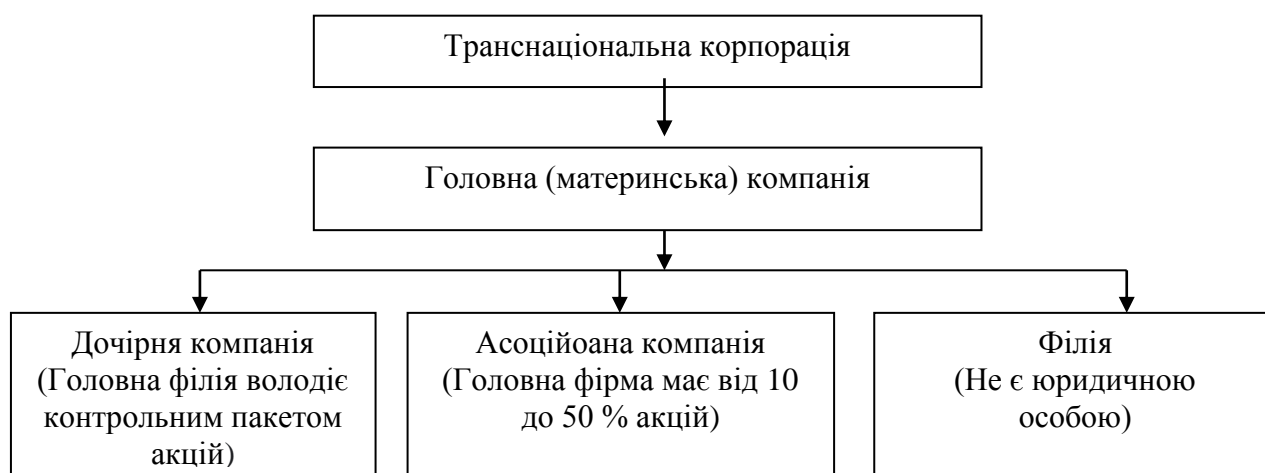 Транснаціональна корпорація
Головна (материнська) компанія
Дочірня компанія
(Головна філія володіє
контрольним пакетом
акцій)
Асоційоана компанія
(Головна фірма має від 10
до 50 % акцій)
Філія
(Не є юридичною
особою)